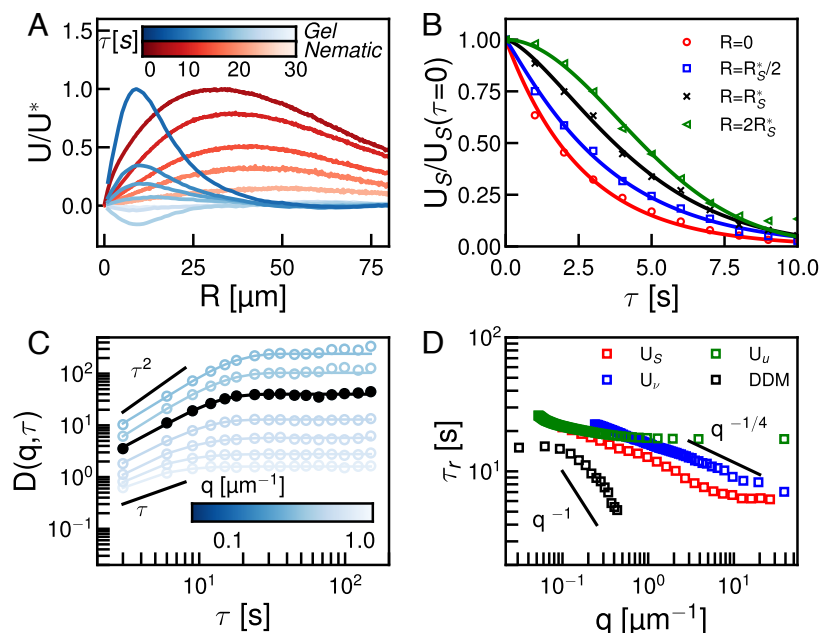 A
τ[s]
Gel
Nematic
0 10 20 30
1.5
1.0
0.5
0.0
U/U*
0 25 50 75
R [μm]
B
1.00
0.75
0.50
0.25
0.00
U_S/U_S(τ=0)
R=0
R=R_S^*/2
R=R_S^*
R=2R_S^*
0.0 2.5 5.0 7.5 10.0
τ [s]
C
10^2
10^1
10^0
10^-1
D(q,τ)
τ^2
τ
q [μm^-1]
0.1 1.0
10^1 10^2
τ [s]
D
10^2
10^1
τ_r [s]
U_S
U_ν
U_u
DDM
q^-1/4
q^-1
10^-1 10^0 10^1
q [μm^-1]